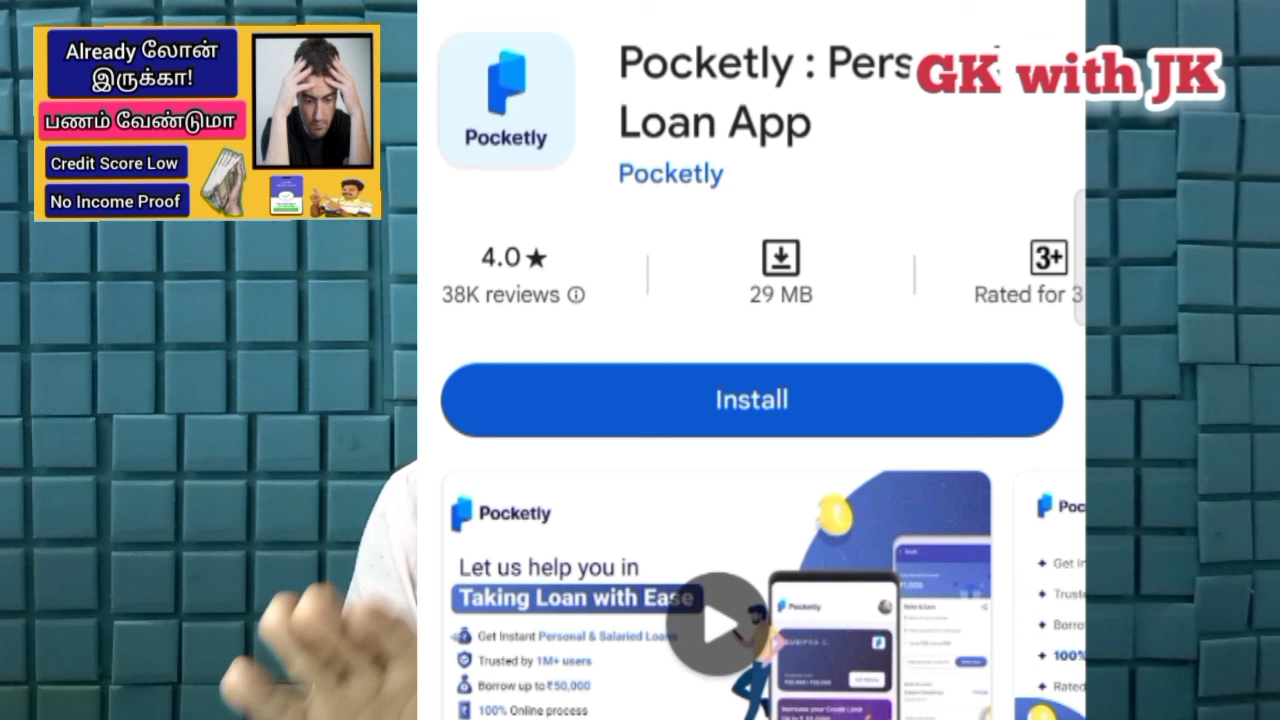 Already லோன்
இருக்கா!
பணம் வேண்டுமா
Credit Score Low
No Income Proof
Pocketly
Pocketly : Pers
Loan App
Pocketly
GK with JK
4.0 ★
38K reviews
29 MB
3+
Rated for 3
Install
Pocketly
Let us help you in
Taking Loan with Ease
Get Instant Personal & Salaried Loans
Trusted by 1M+ users
Borrow up to ₹50,000
100% Online process
Pocketly
Poc
Get In
Truste
Borro
100%
Rated